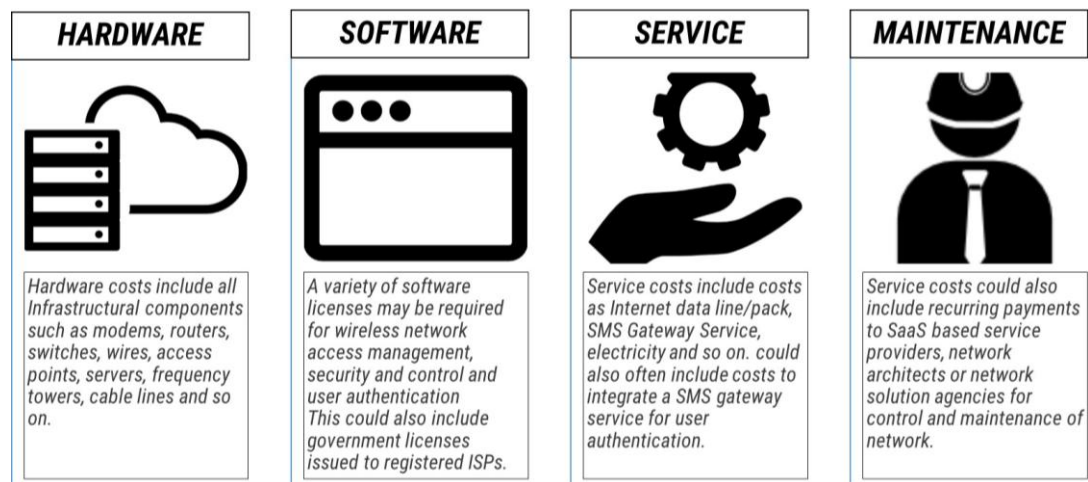 HARDWARE
Hardware costs include all
Infrastructural components
such as modems, routers,
switches, wires, access
points, servers, frequency
towers, cable lines and so
on.
SOFTWARE
A variety of software
licenses may be required
for wireless network
access management,
security and control and
user authentication
This could also include
government licenses
issued to registered ISPs.
SERVICE
Service costs include costs
as Internet data line/pack,
SMS Gateway Service,
electricity and so on. could
also often include costs to
integrate a SMS gateway
service for user
authentication.
MAINTENANCE
Service costs could also
include recurring payments
to SaaS based service
providers, network
architects or network
solution agencies for
control and maintenance of
network.